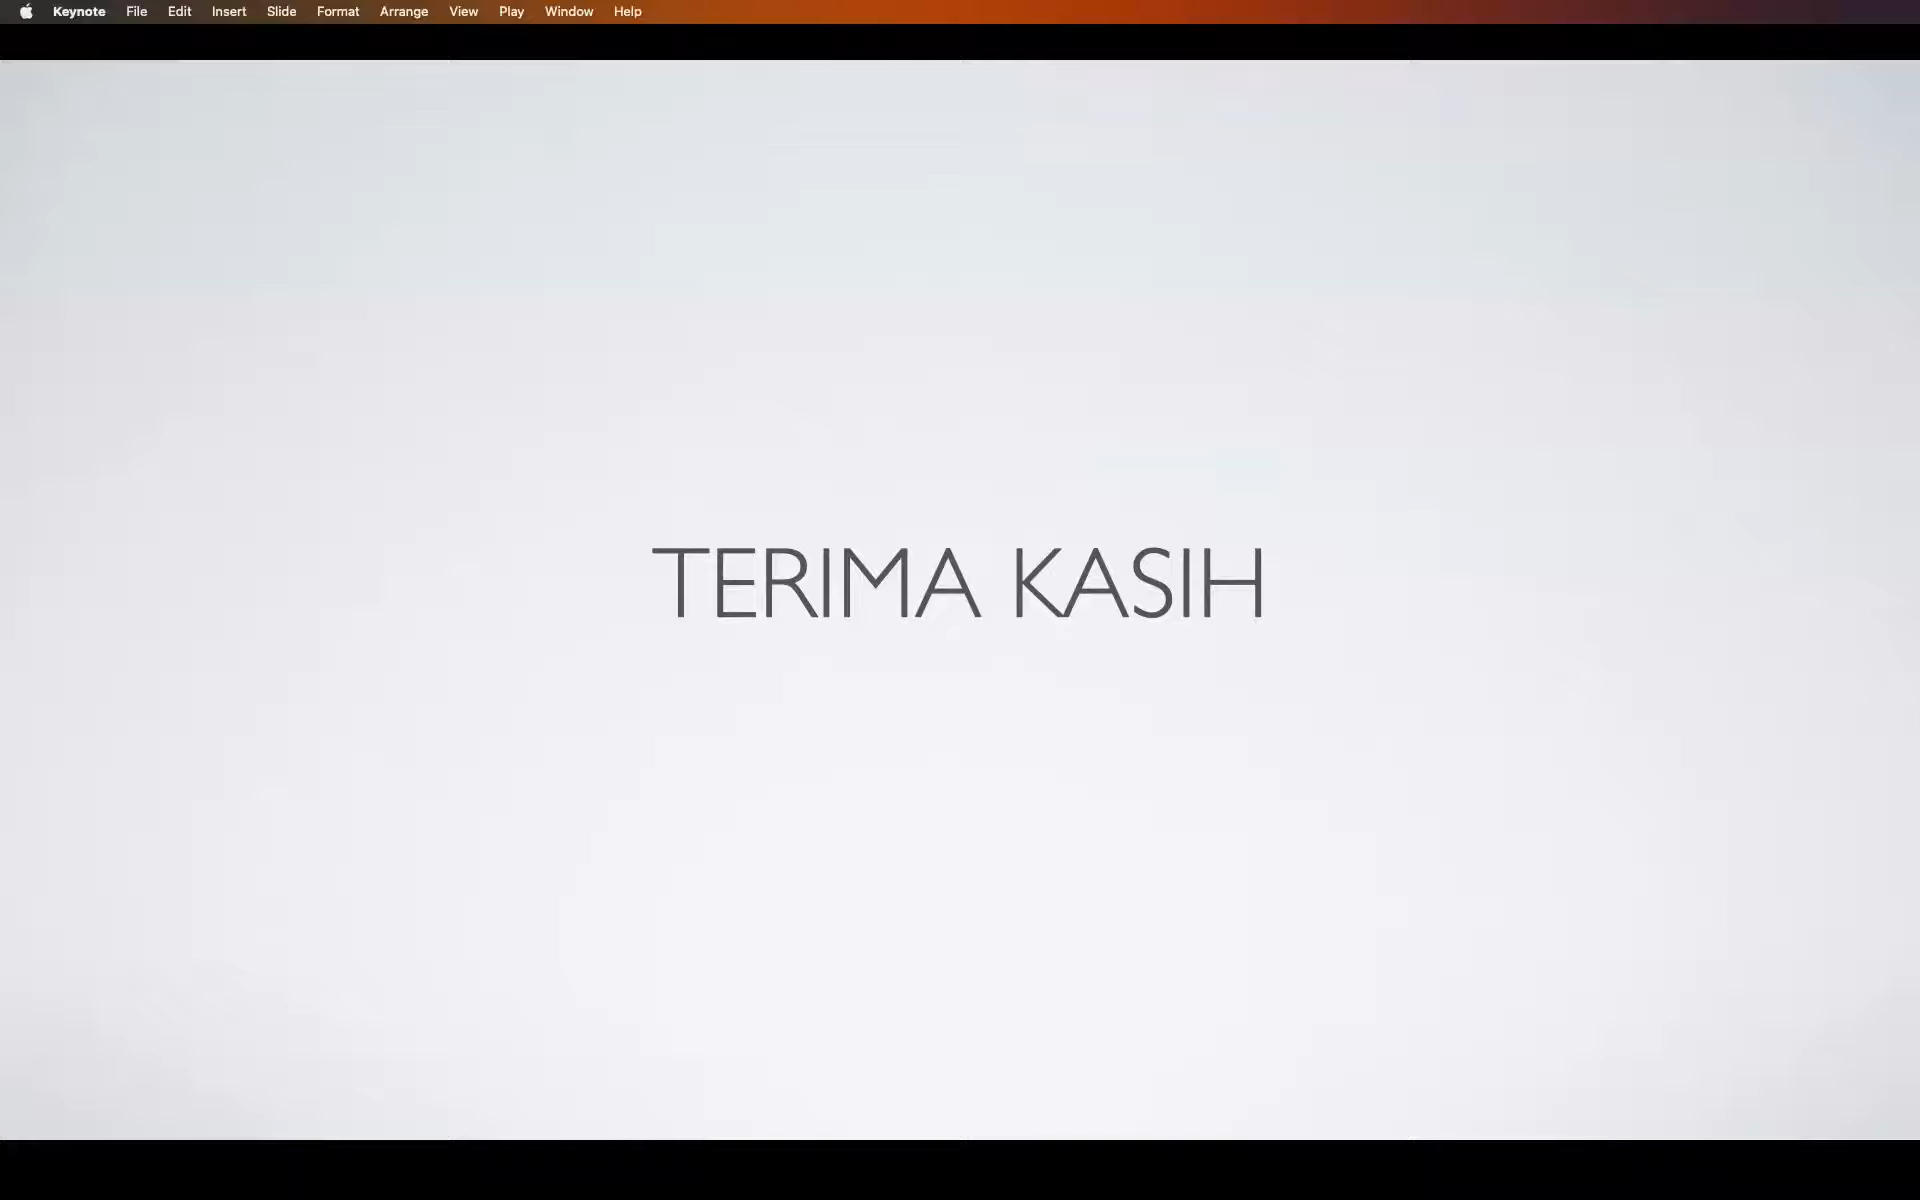 Keynote File Edit Insert Slide Format Arrange View Play Window Help
TERIMA KASIH